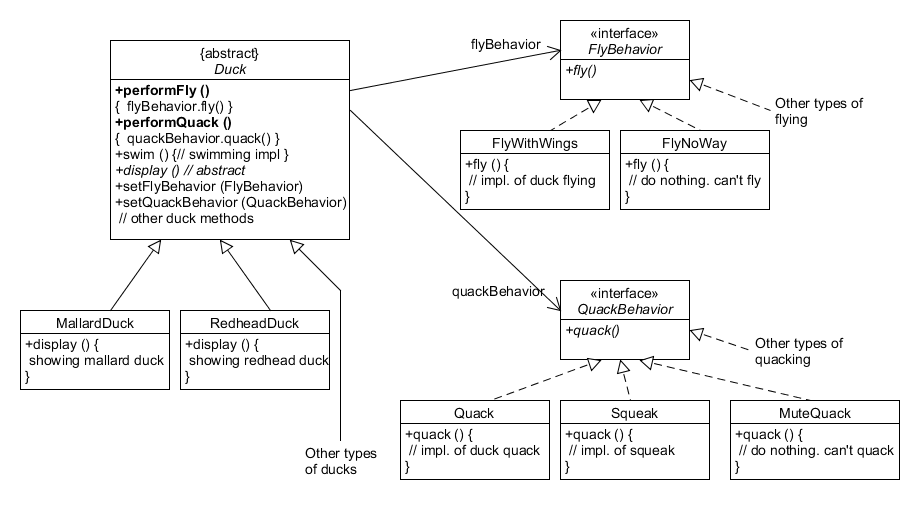 {abstract}
Duck
+performFly ()
{  flyBehavior.fly() }
+performQuack ()
{  quackBehavior.quack() }
+swim () {// swimming impl }
+display () // abstract
+setFlyBehavior (FlyBehavior)
+setQuackBehavior (QuackBehavior)
// other duck methods
flyBehavior
«interface»
FlyBehavior
+fly()
Other types of
flying
FlyWithWings
+fly () {
// impl. of duck flying
}
FlyNoWay
+fly () {
// do nothing. can't fly
}
quackBehavior
«interface»
QuackBehavior
+quack()
Other types of
quacking
MallardDuck
+display () {
showing mallard duck
}
RedheadDuck
+display () {
showing redhead duck
}
Other types
of ducks
Quack
+quack () {
// impl. of duck quack
}
Squeak
+quack () {
// impl. of squeak
}
MuteQuack
+quack () {
// do nothing. can't quack
}